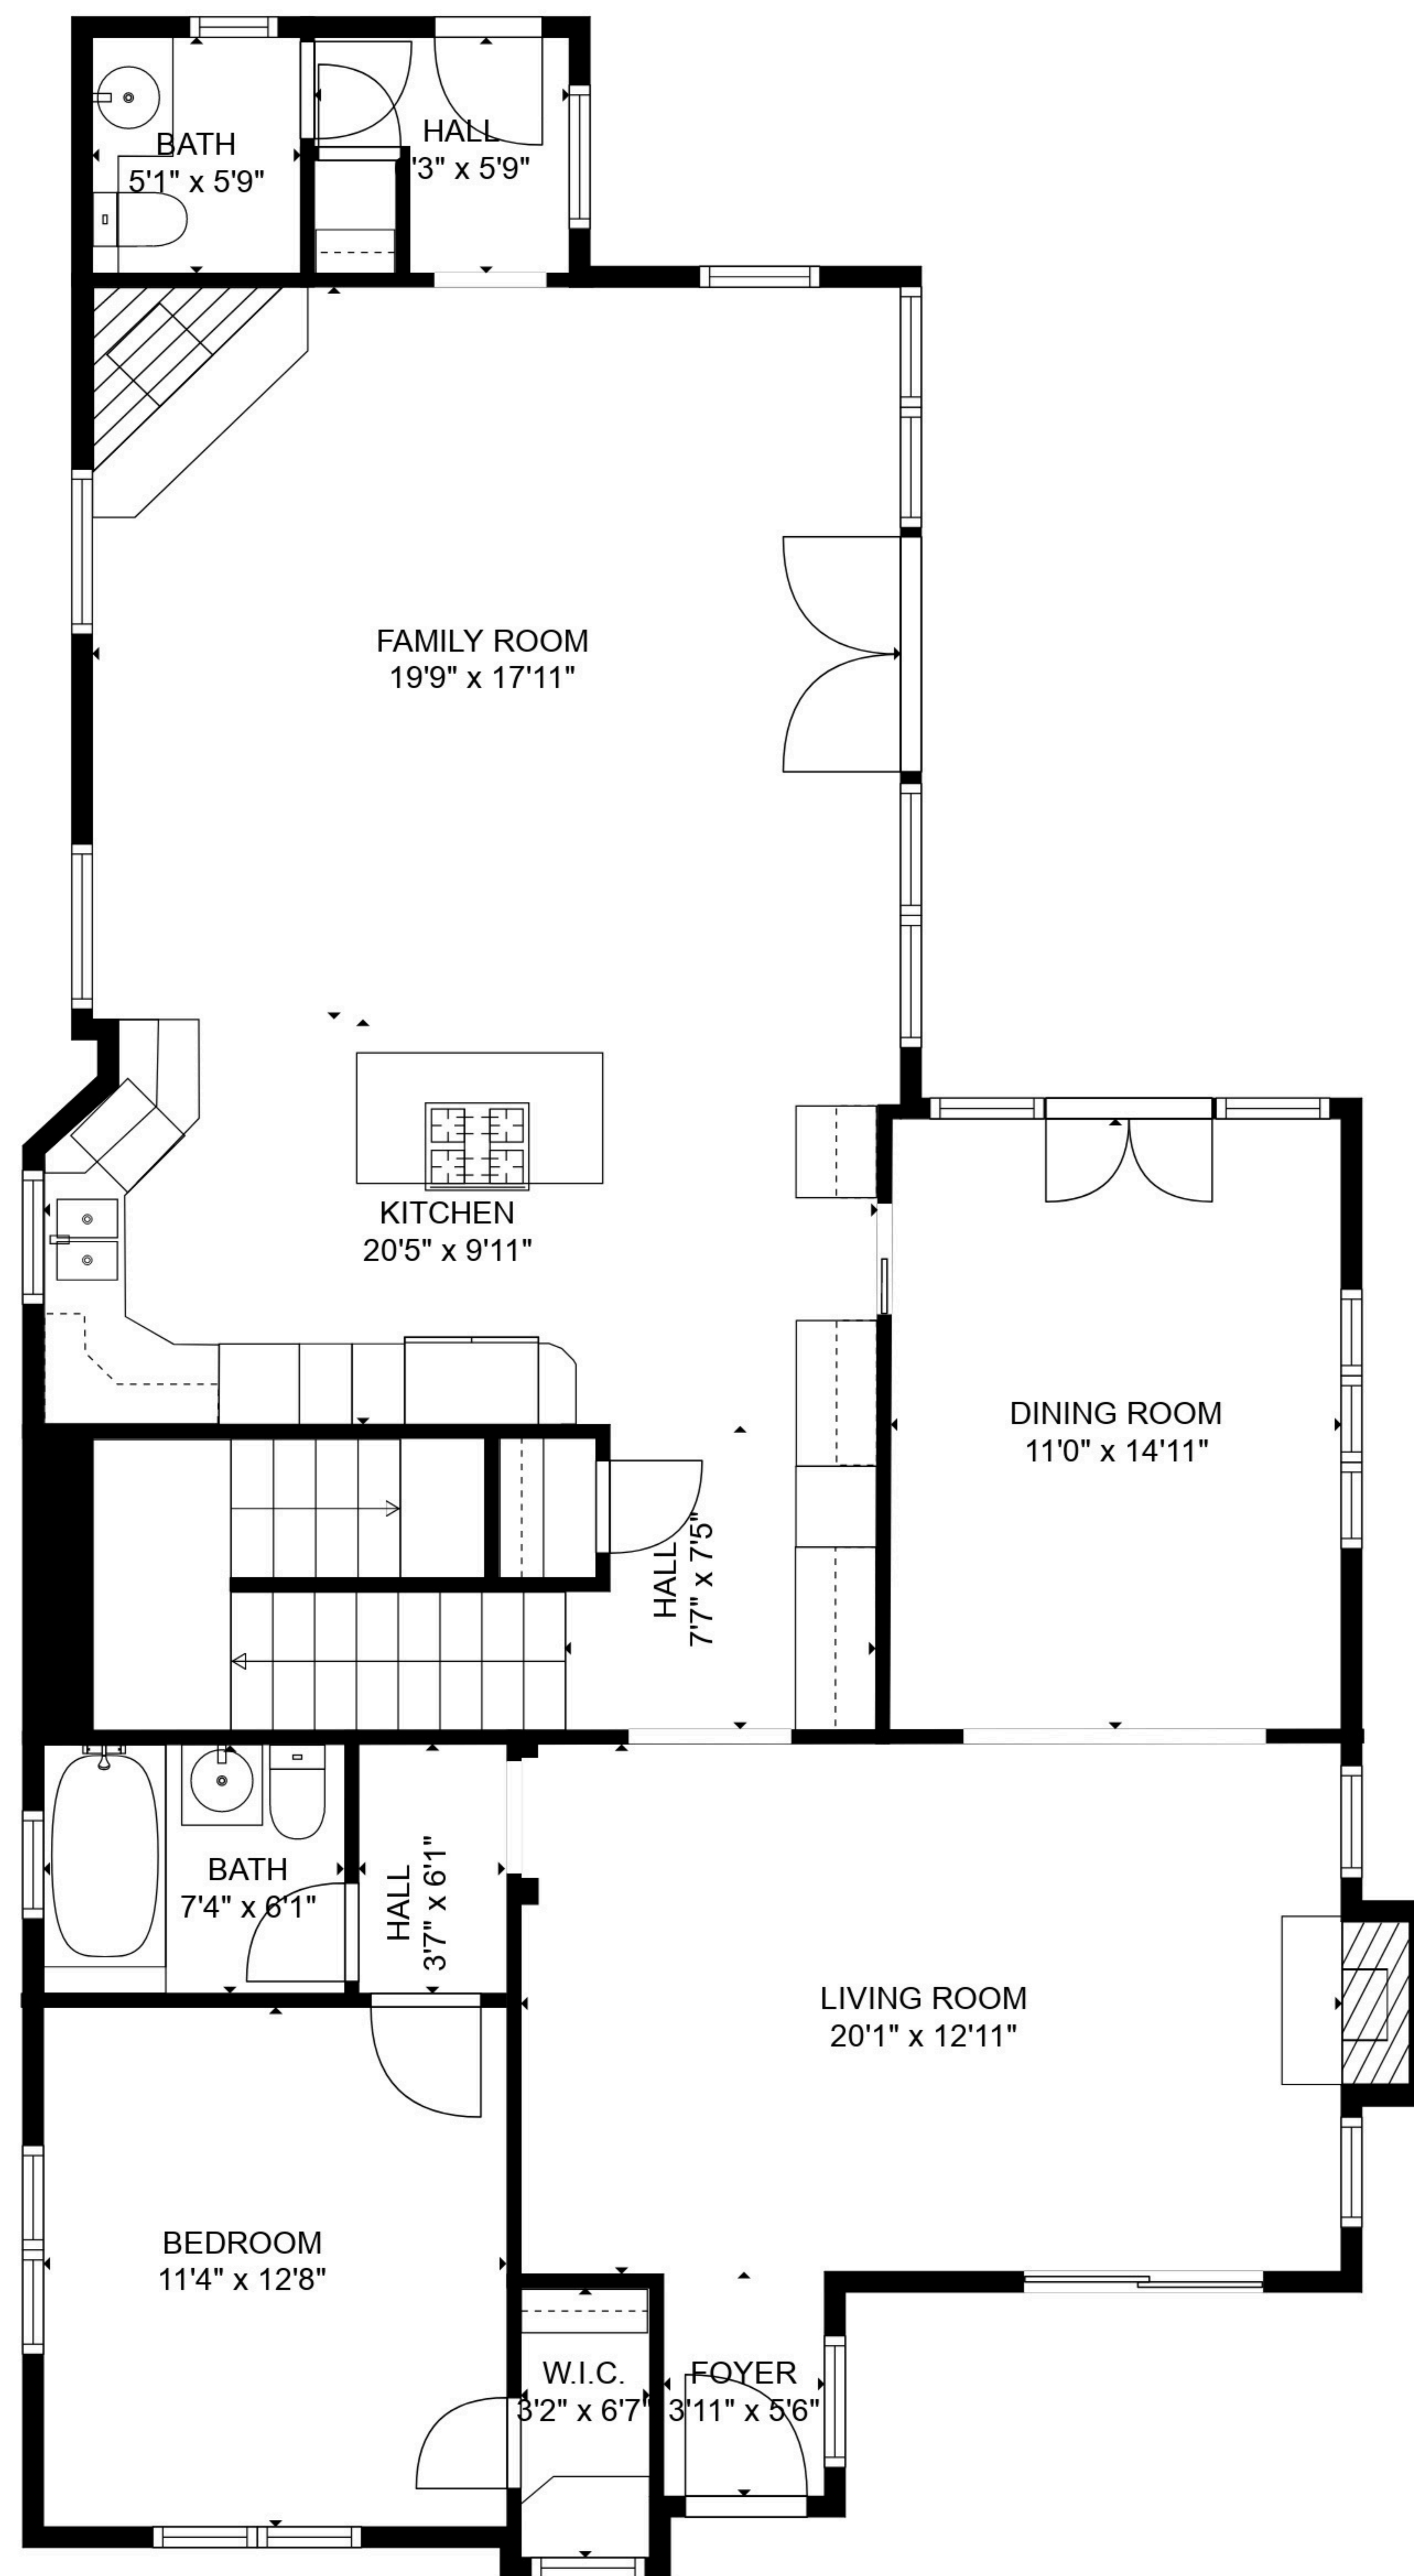 BATH
5'1" x 5'9"
HALL
'3" x 5'9"
FAMILY ROOM
19'9" x 17'11"
KITCHEN
20'5" x 9'11"
DINING ROOM
11'0" x 14'11"
HALL
7'7" x 7'5"
BATH
7'4" x 6'1"
HALL
3'7" x 6'1"
LIVING ROOM
20'1" x 12'11"
BEDROOM
11'4" x 12'8"
W.I.C.
3'2" x 6'7"
FOYER
3'11" x 5'6"